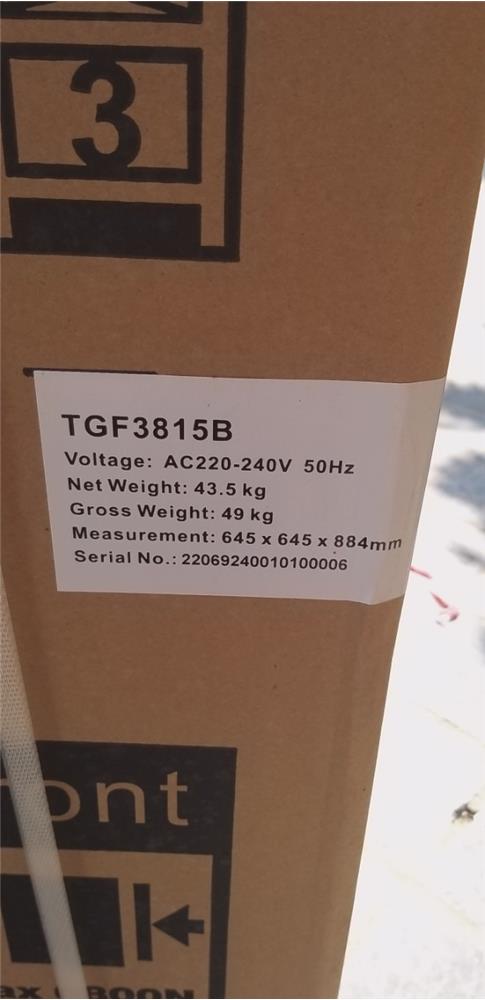 3
TGF3815B
Voltage: AC220-240V 50Hz
Net Weight: 43.5 kg
Gross Weight: 49 kg
Measurement: 645 x 645 x 884mm
Serial No.: 22069240010100006
ont